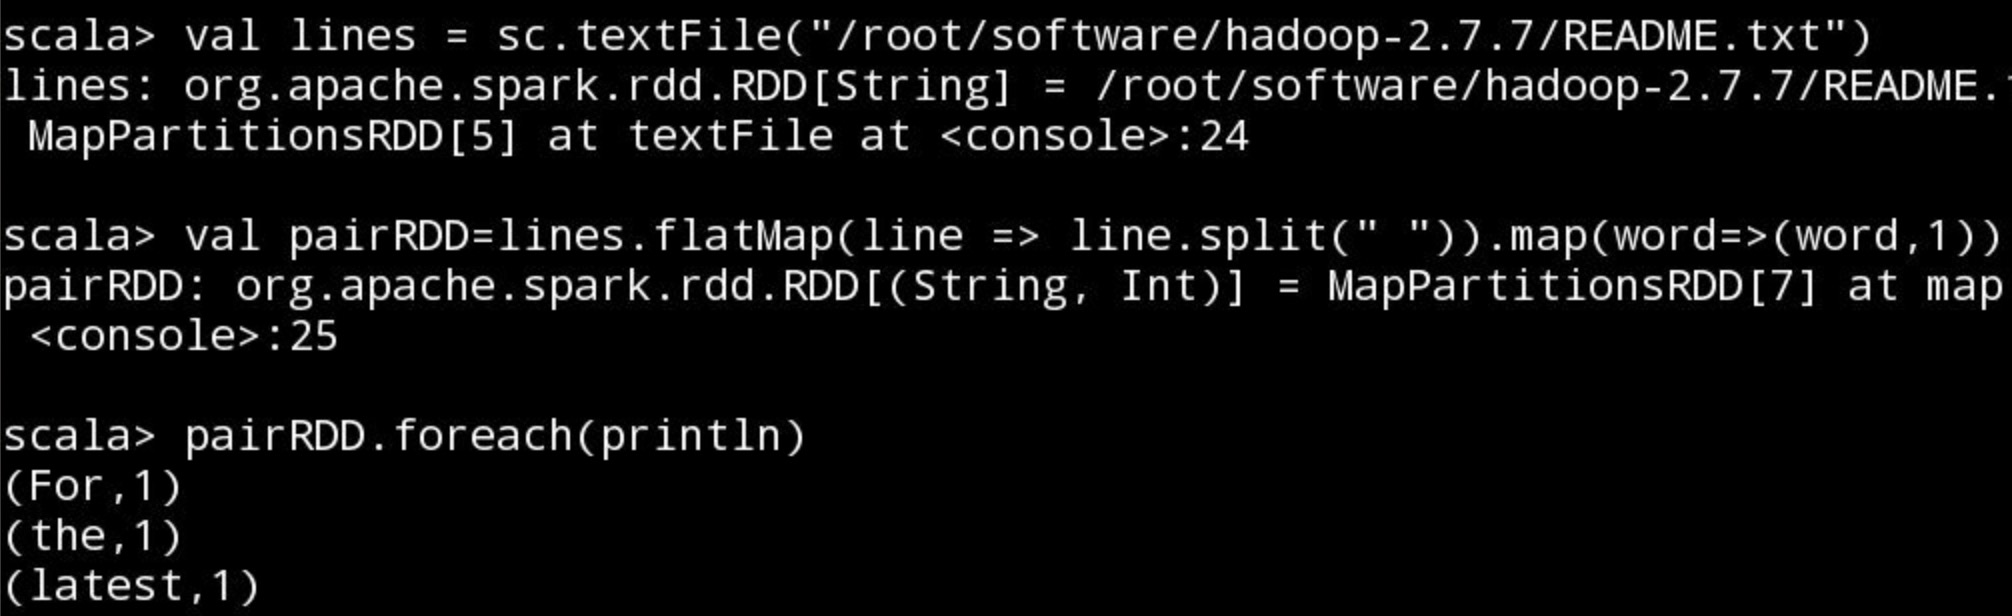 scala> val lines = sc.textFile("/root/software/hadoop-2.7.7/README.txt")
lines: org.apache.spark.rdd.RDD[String] = /root/software/hadoop-2.7.7/README.
MapPartitionsRDD[5] at textFile at <console>:24
scala> val pairRDD=lines.flatMap(line => line.split(" ")).map(word=>(word,1))
pairRDD: org.apache.spark.rdd.RDD[(String, Int)] = MapPartitionsRDD[7] at map
<console>:25
scala> pairRDD.foreach(println)
(For,1)
(the,1)
(latest,1)